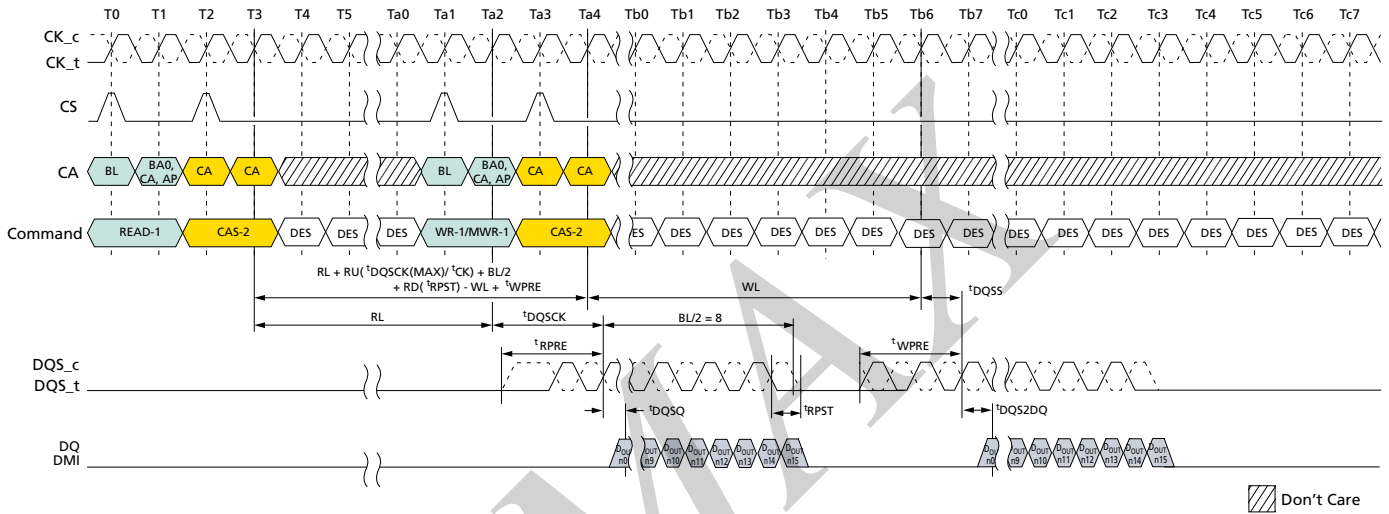 T0 T1 T2 T3 T4 T5 Ta0 Ta1 Ta2 Ta3 Ta4 Tb0 Tb1 Tb2 Tb3 Tb4 Tb5 Tb6 Tb7 Tc0 Tc1 Tc2 Tc3 Tc4 Tc5 Tc6 Tc7
CK_c
CK_t
CS
CA BL BA0, CA, AP CA CA BL BA0, CA, AP CA CA
Command READ-1 CAS-2 DES DES DES WR-1/MWR-1 CAS-2 ES DES DES DES DES DES DES DES DES DES DES DES DES DES DES DES
RL + RU( tDQSCK(MAX)/ tCK) + BL/2
+ RD( tRPST) - WL + tWPRE
WL
tDQSS
RL
tDQSCK
BL/2 = 8
tRPRE
tWPRE
DQS_c
DQS_t
tDQSQ
tRPST
tDQS2DQ
DQ
DMI
DOUT n0 DOUT n9 DOUT n10 DOUT n11 DOUT n12 DOUT n13 DOUT n14 DOUT n15
DOUT n0 DOUT n9 DOUT n10 DOUT n11 DOUT n12 DOUT n13 DOUT n14 DOUT n15
Don't Care
MAX